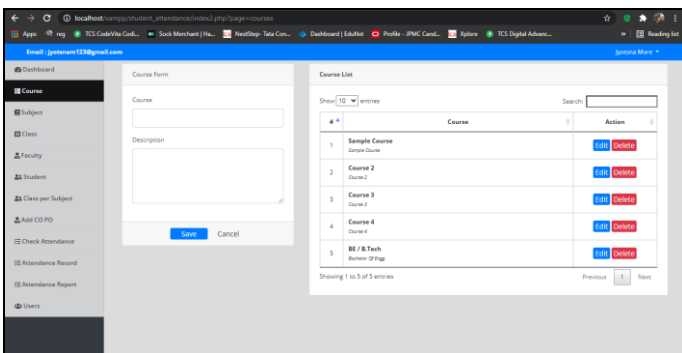 localhost/xampp/student_attendance/index2.php?page=courses
Apps reg TCS CodeVita Codi... Sock Merchant | Ha... NextStep- Tata Con... Dashboard | EduNet Profile - JPMC Cand... Xplore TCS Digital Advanc... » Reading list
Email : jyotsnam123@gmail.com Jyotsna More
Dashboard
Course
Subject
Class
Faculty
Student
Class per Subject
Add CO PO
Check Attendance
Attendance Record
Attendance Report
Users
Course Form
Course
Description
Save Cancel
Course List
Show 10 entries Search:
# Course Action
1 Sample Course Edit Delete
Sample Course
2 Course 2 Edit Delete
Course 2
3 Course 3 Edit Delete
Course 3
4 Course 4 Edit Delete
Course 4
5 BE / B.Tech Edit Delete
Bachelor Of Engg
Showing 1 to 5 of 5 entries Previous 1 Next